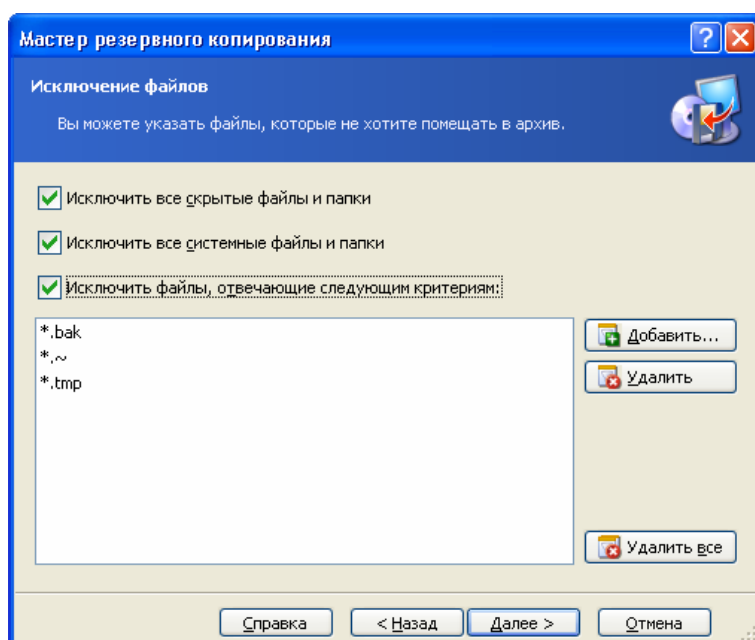 Мастер резервного копирования
Исключение файлов
Вы можете указать файлы, которые не хотите помещать в архив.
Исключить все скрытые файлы и папки
Исключить все системные файлы и папки
Исключить файлы, отвечающие следующим критериям:
*.bak
*.~
*.tmp
Добавить...
Удалить
Удалить все
Справка
< Назад
Далее >
Отмена